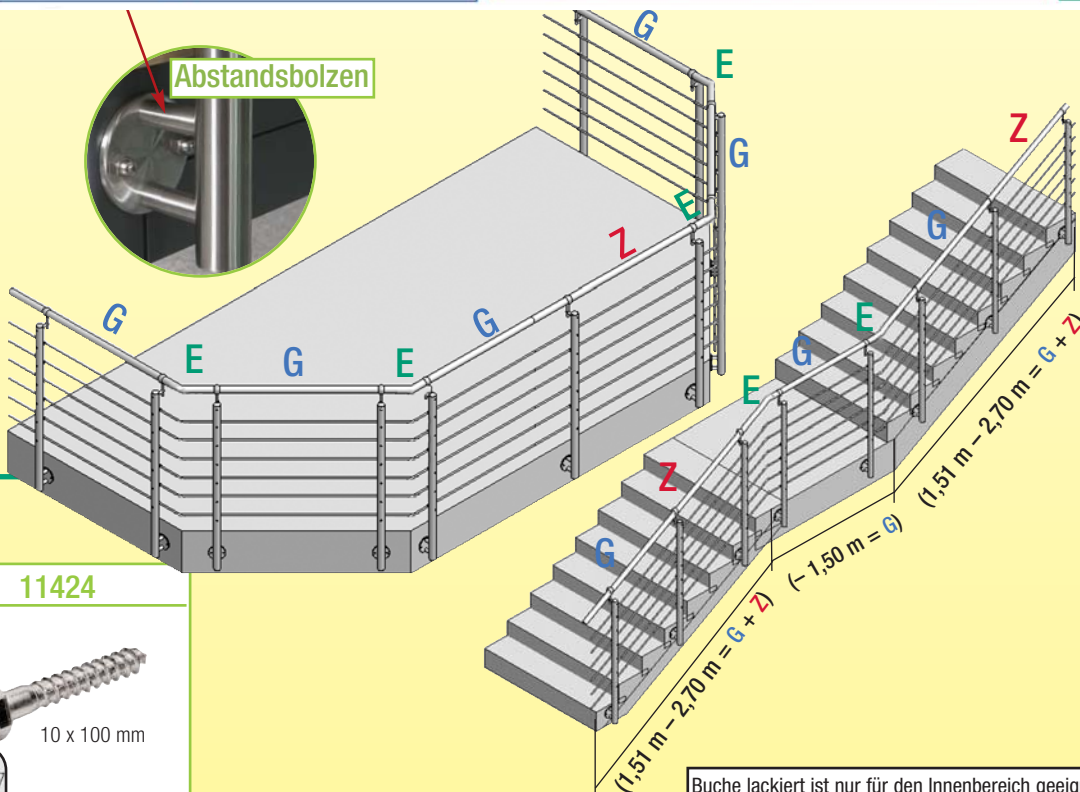 Abstandsbolzen
G
E
G
E
Z
G
E
G
E
G
Z
G
E
G
E
Z
G
(1,51 m – 2,70 m = G + Z)
(– 1,50 m = G)
(1,51 m – 2,70 m = G + Z)
11424
10 x 100 mm
Buche lackiert ist nur für den Innenbereich geeig